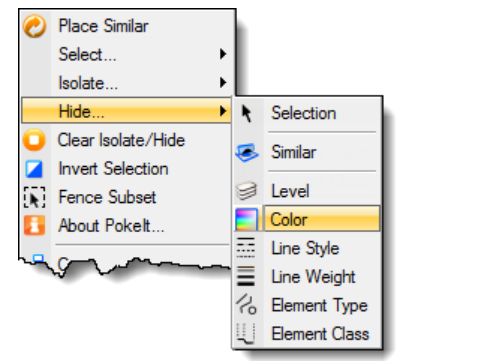 Place Similar
Select...
Isolate...
Hide...
Clear Isolate/Hide
Invert Selection
Fence Subset
About PokeIt...
Selection
Similar
Level
Color
Line Style
Line Weight
Element Type
Element Class